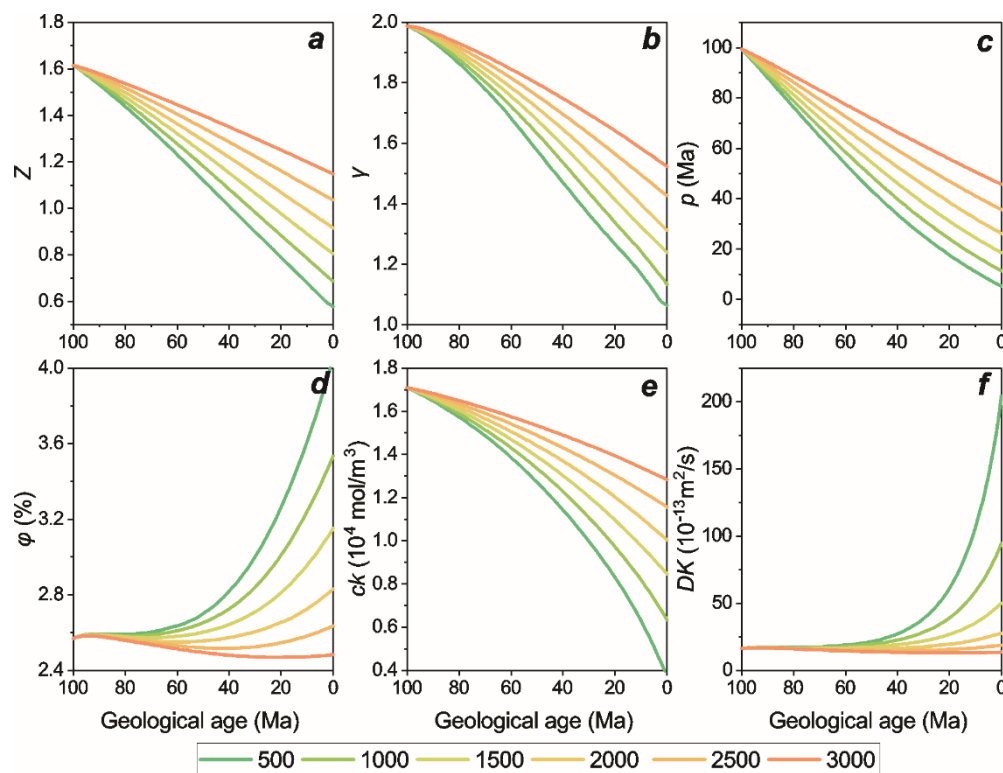 a b c
1.8 2.0 100
1.6 1.8 80
1.4 1.6 60
1.2 1.4 40
1.0 1.2 20
0.8 1.0 0
0.6
Z γ p (Ma)
100 80 60 40 20 0 100 80 60 40 20 0 100 80 60 40 20 0
d e f
4.0 1.8 200
3.6 1.6 150
3.2 1.4 100
2.8 1.2 50
2.4 1.0 0
0.8
0.6
0.4
φ (%) ck (10⁴ mol/m³) DK (10⁻¹³m²/s)
100 80 60 40 20 0 100 80 60 40 20 0 100 80 60 40 20 0
Geological age (Ma) Geological age (Ma) Geological age (Ma)
500 1000 1500 2000 2500 3000